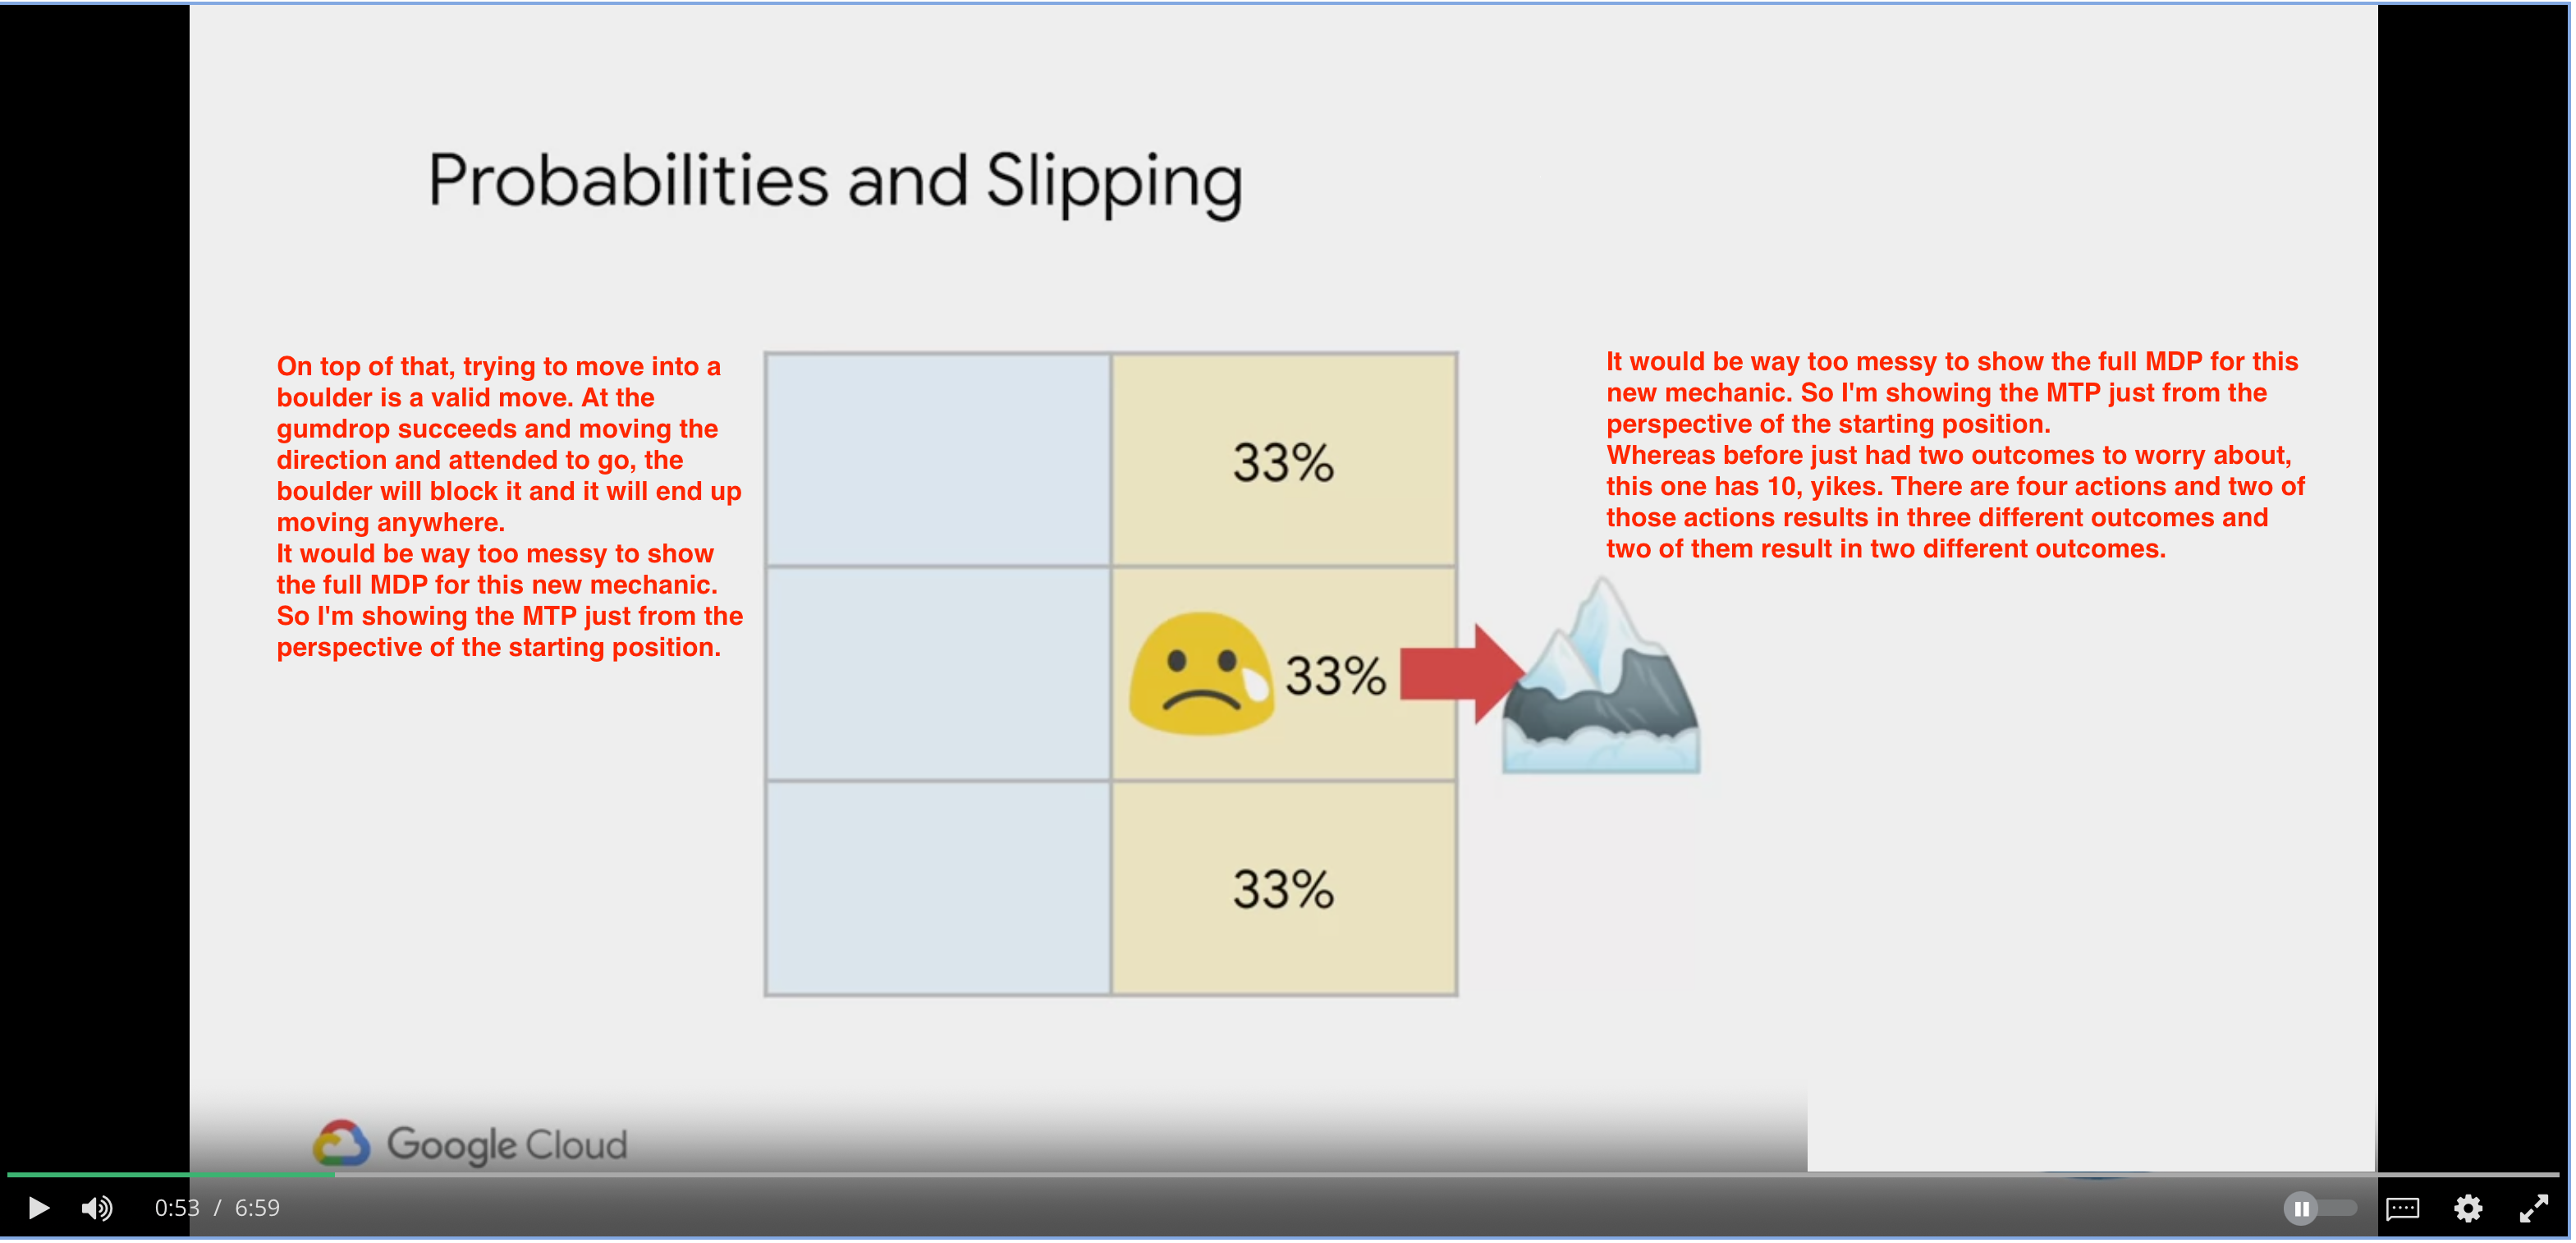 Probabilities and Slipping
On top of that, trying to move into a
boulder is a valid move. At the
gumdrop succeeds and moving the
direction and attended to go, the
boulder will block it and it will end up
moving anywhere.
It would be way too messy to show
the full MDP for this new mechanic.
So I'm showing the MTP just from the
perspective of the starting position.
33%
33%
33%
It would be way too messy to show the full MDP for this
new mechanic. So I'm showing the MTP just from the
perspective of the starting position.
Whereas before just had two outcomes to worry about,
this one has 10, yikes. There are four actions and two of
those actions results in three different outcomes and
two of them result in two different outcomes.
Google Cloud
0:53 / 6:59